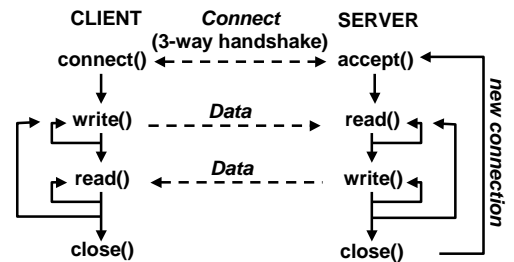 CLIENT Connect SERVER
(3-way handshake)
connect() accept()
write() Data read()
read() Data write()
close() close()
new connection